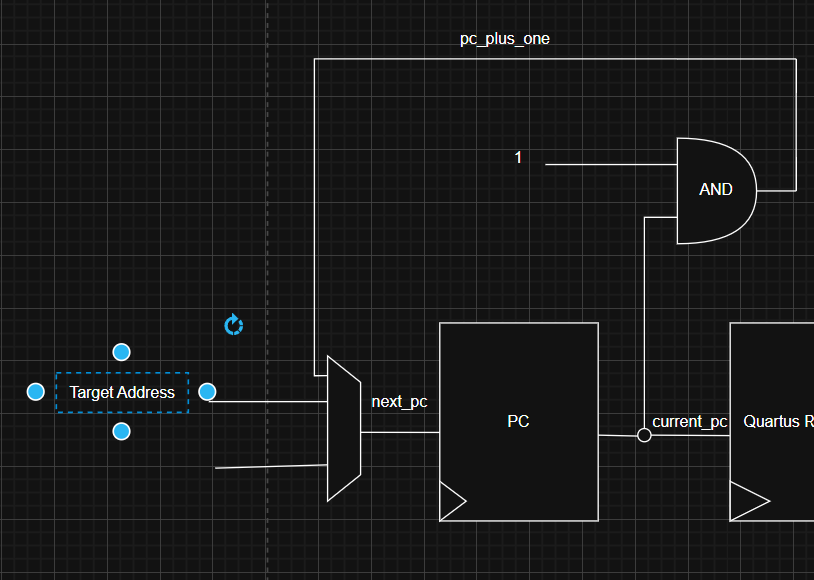 pc_plus_one
1
AND
Target Address
next_pc
PC
current_pc
Quartus R